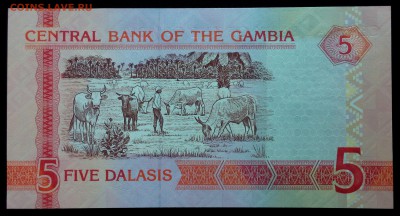 COINS.LAVE.RU
CENTRAL BANK OF THE GAMBIA
5
5 FIVE DALASIS 5